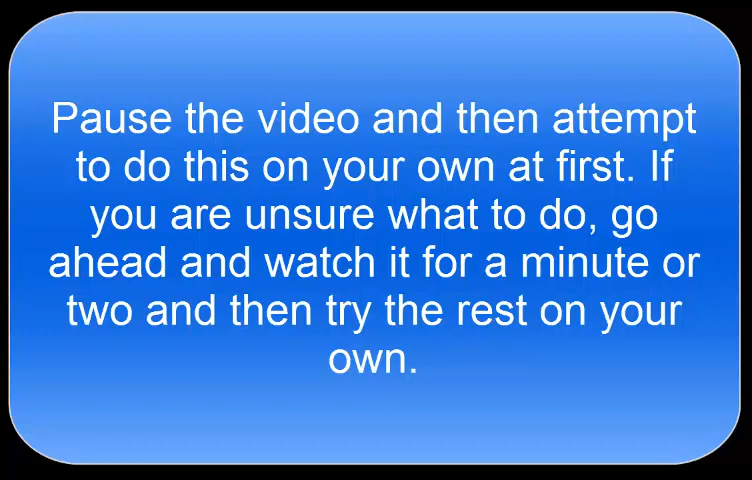 Pause the video and then attempt
to do this on your own at first. If
you are unsure what to do, go
ahead and watch it for a minute or
two and then try the rest on your
own.